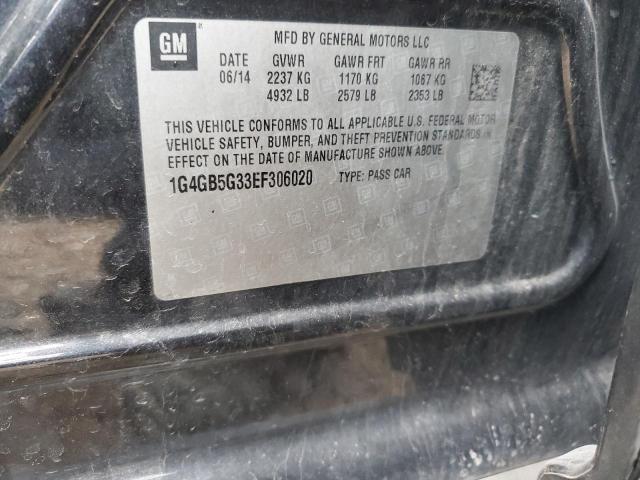 GM
MFD BY GENERAL MOTORS LLC
DATE GVWR GAWR FRT GAWR RR
06/14 2237 KG 1170 KG 1067 KG
4932 LB 2579 LB 2353 LB
THIS VEHICLE CONFORMS TO ALL APPLICABLE U.S. FEDERAL MOTOR
VEHICLE SAFETY, BUMPER, AND THEFT PREVENTION STANDARDS IN
EFFECT ON THE DATE OF MANUFACTURE SHOWN ABOVE.
1G4GB5G33EF306020 TYPE: PASS CAR